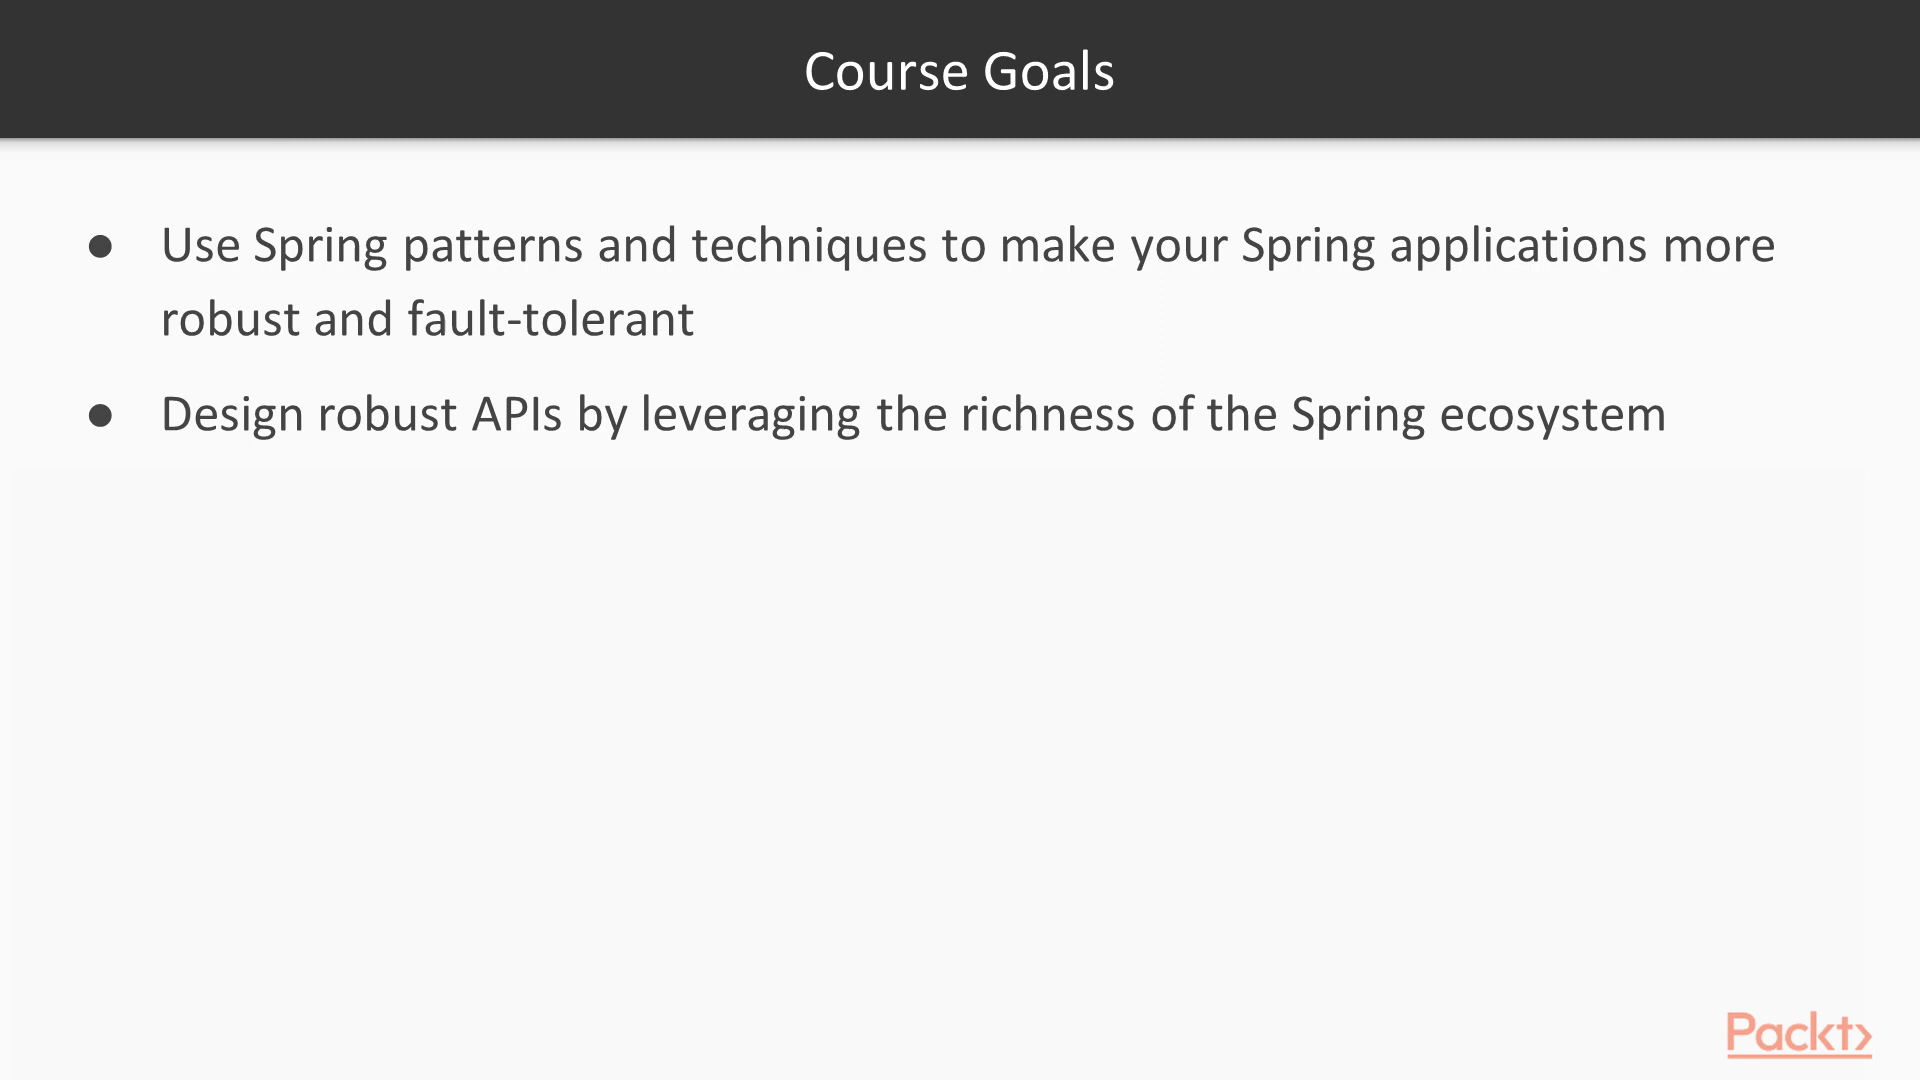 Course Goals
● Use Spring patterns and techniques to make your Spring applications more
robust and fault-tolerant
● Design robust APIs by leveraging the richness of the Spring ecosystem
Packt>